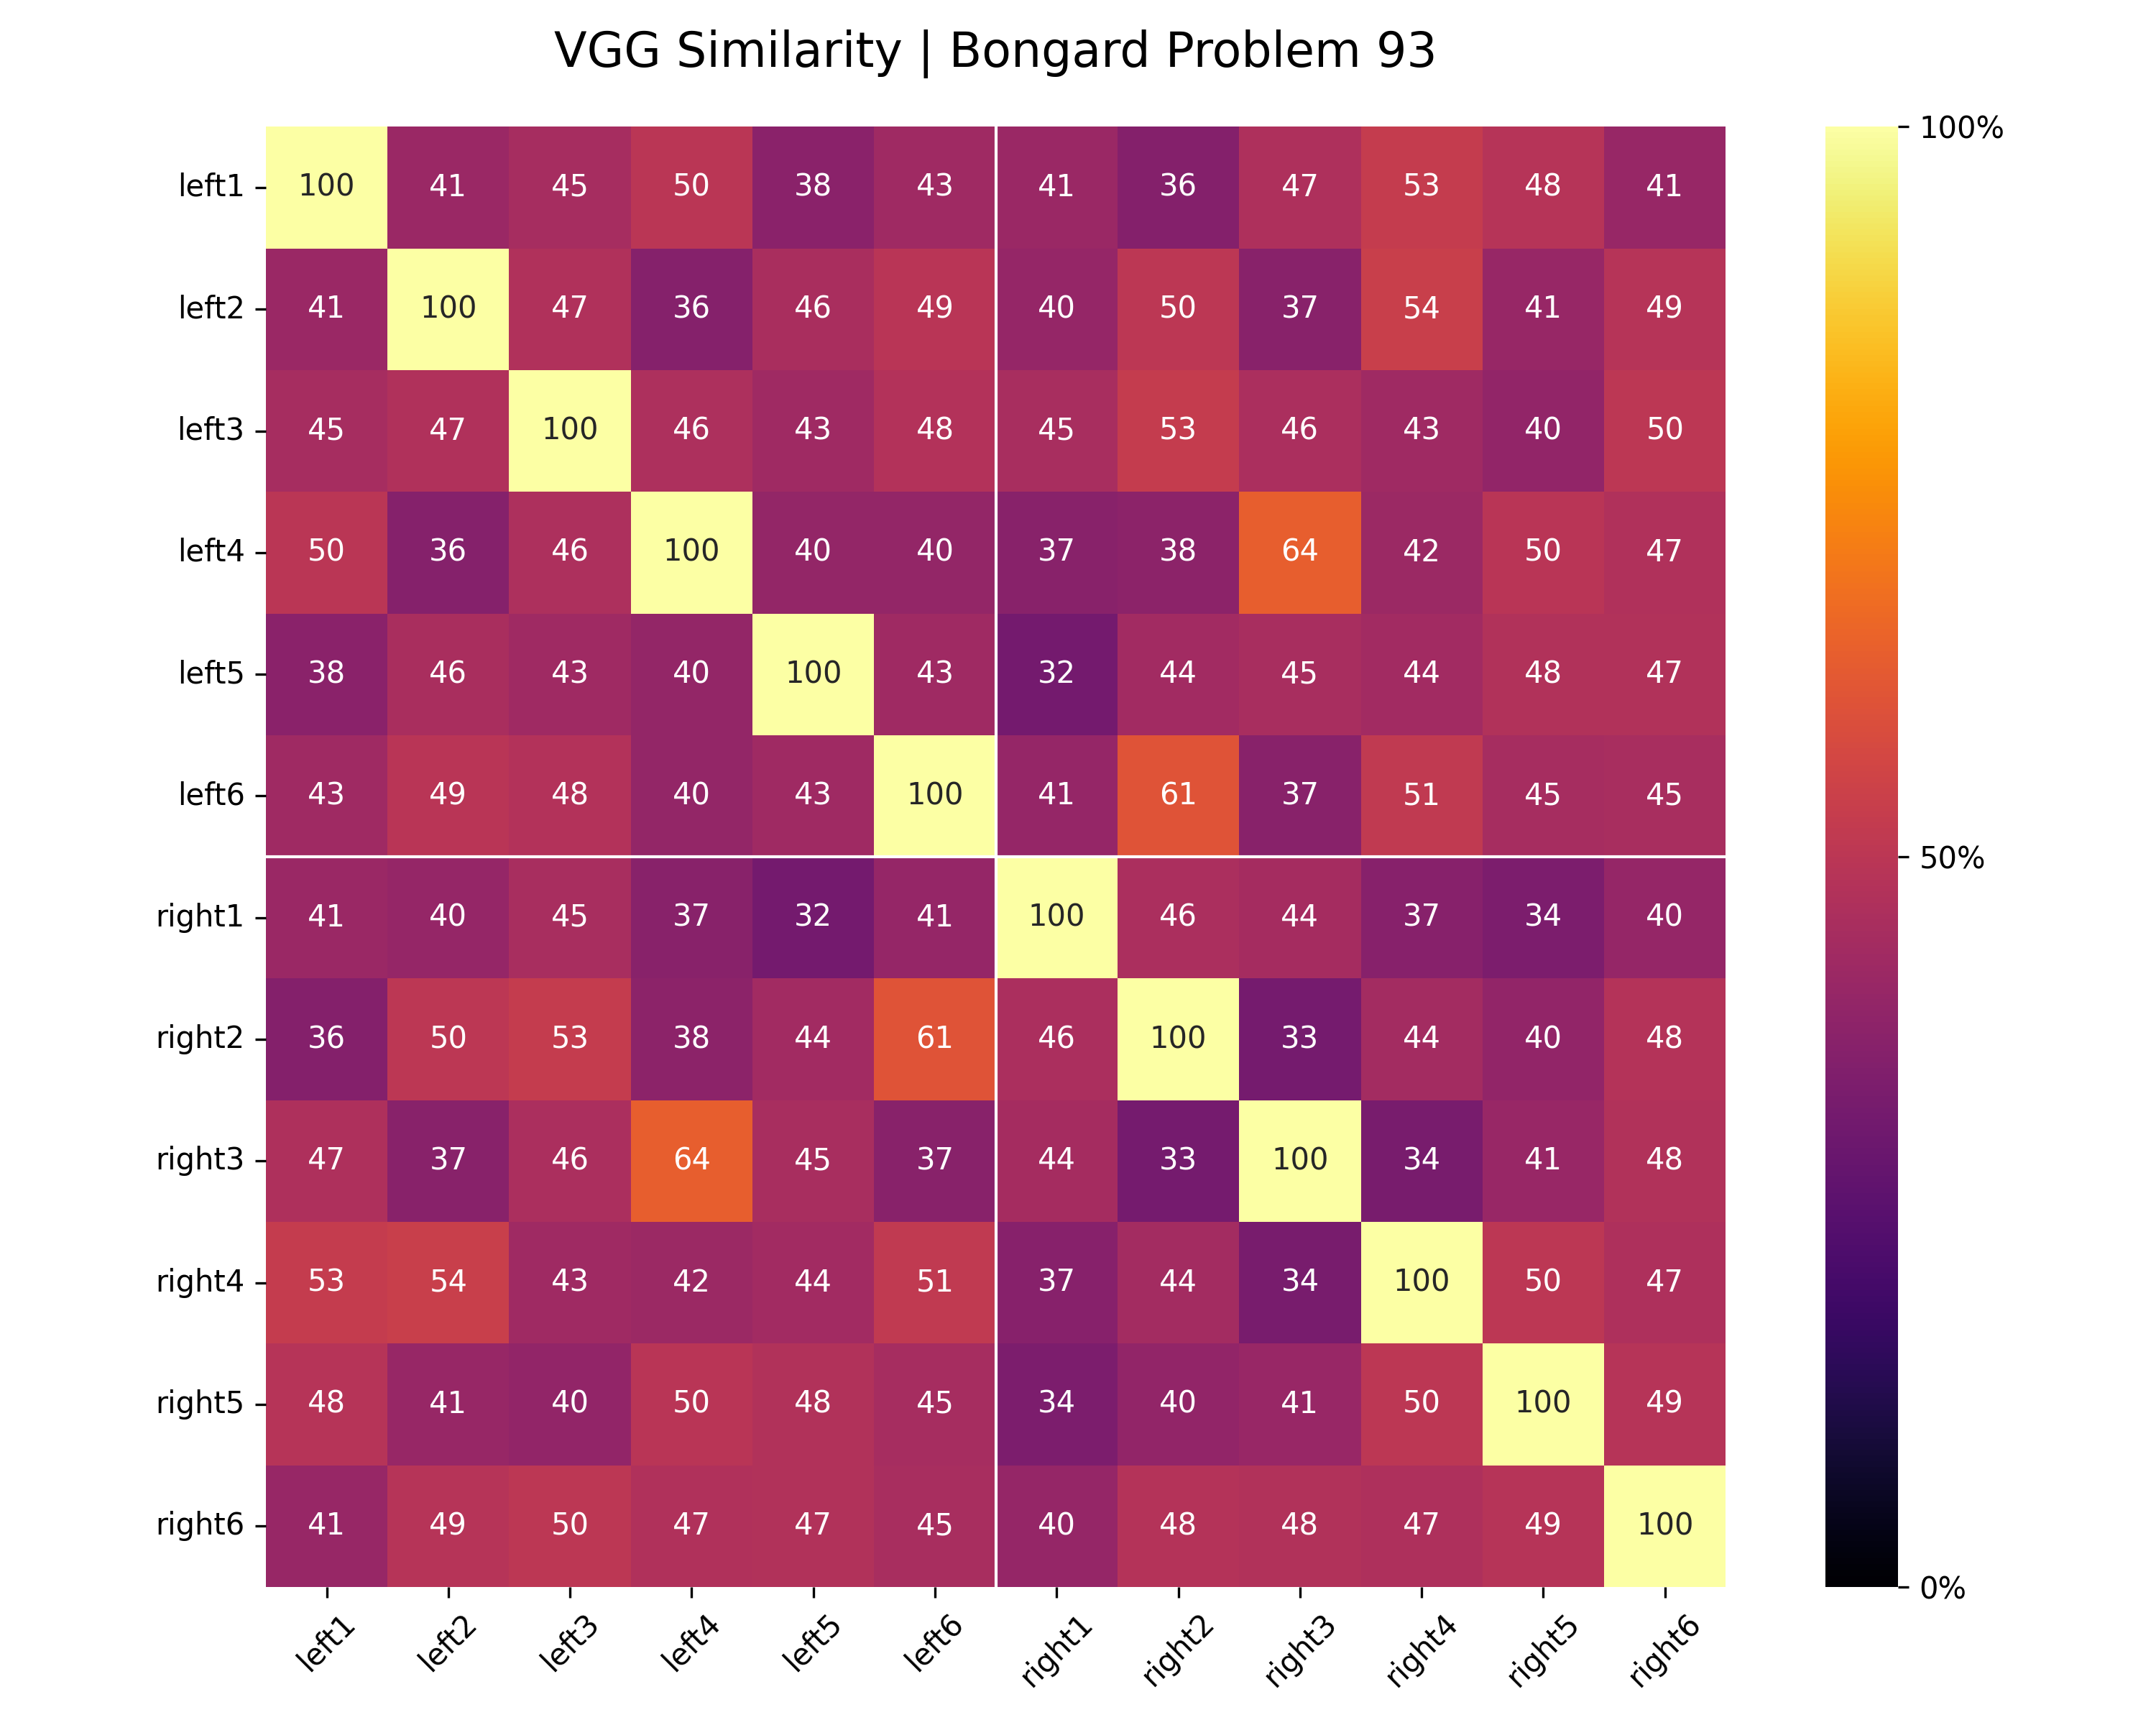 VGG Similarity | Bongard Problem 93
left1 100 41 45 50 38 43 41 36 47 53 48 41
left2 41 100 47 36 46 49 40 50 37 54 41 49
left3 45 47 100 46 43 48 45 53 46 43 40 50
left4 50 36 46 100 40 40 37 38 64 42 50 47
left5 38 46 43 40 100 43 32 44 45 44 48 47
left6 43 49 48 40 43 100 41 61 37 51 45 45
right1 41 40 45 37 32 41 100 46 44 37 34 40
right2 36 50 53 38 44 61 46 100 33 44 40 48
right3 47 37 46 64 45 37 44 33 100 34 41 48
right4 53 54 43 42 44 51 37 44 34 100 50 47
right5 48 41 40 50 48 45 34 40 41 50 100 49
right6 41 49 50 47 47 45 40 48 48 47 49 100
left1 left2 left3 left4 left5 left6 right1 right2 right3 right4 right5 right6
100%
50%
0%